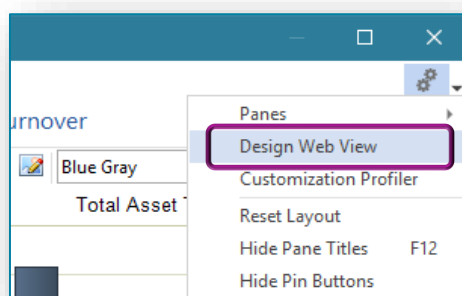 urnover
Panes
Design Web View
Blue Gray
Customization Profiler
Total Asset
Reset Layout
Hide Pane Titles F12
Hide Pin Buttons